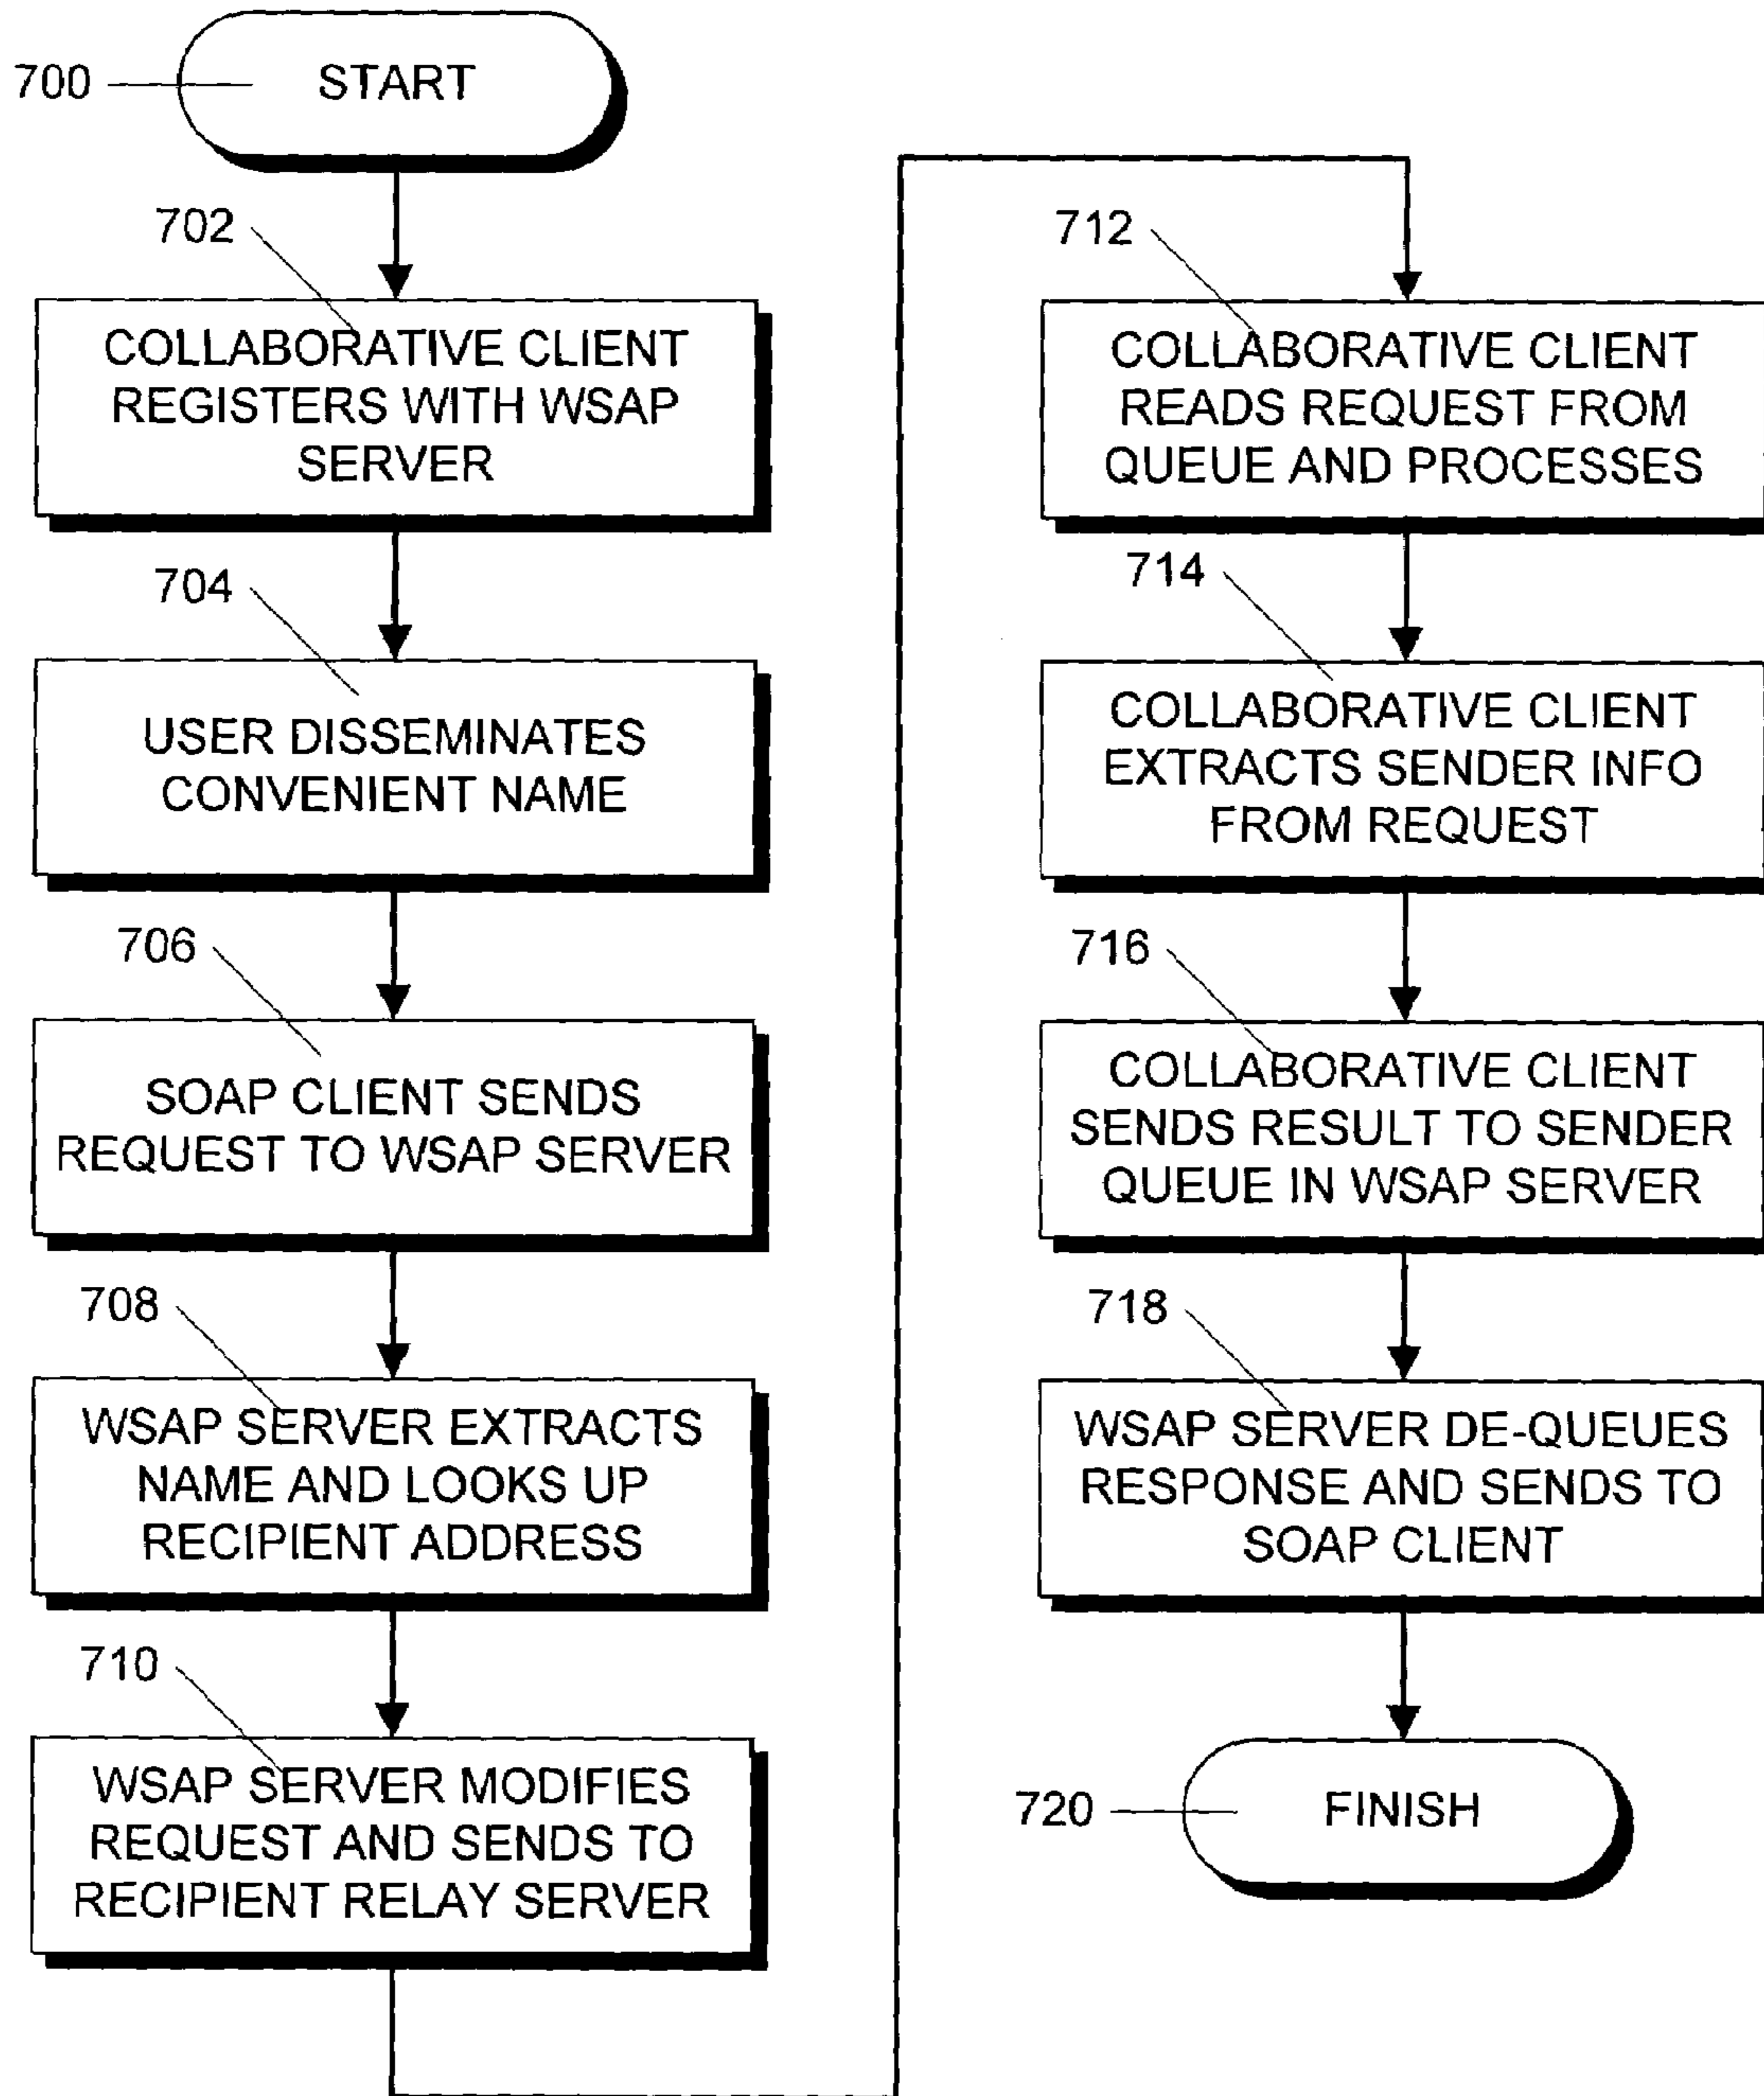 700
START
702
COLLABORATIVE CLIENT
REGISTERS WITH WSAP
SERVER
704
USER DISSEMINATES
CONVENIENT NAME
706
SOAP CLIENT SENDS
REQUEST TO WSAP SERVER
708
WSAP SERVER EXTRACTS
NAME AND LOOKS UP
RECIPIENT ADDRESS
710
WSAP SERVER MODIFIES
REQUEST AND SENDS TO
RECIPIENT RELAY SERVER
712
COLLABORATIVE CLIENT
READS REQUEST FROM
QUEUE AND PROCESSES
714
COLLABORATIVE CLIENT
EXTRACTS SENDER INFO
FROM REQUEST
716
COLLABORATIVE CLIENT
SENDS RESULT TO SENDER
QUEUE IN WSAP SERVER
718
WSAP SERVER DE-QUEUES
RESPONSE AND SENDS TO
SOAP CLIENT
720
FINISH